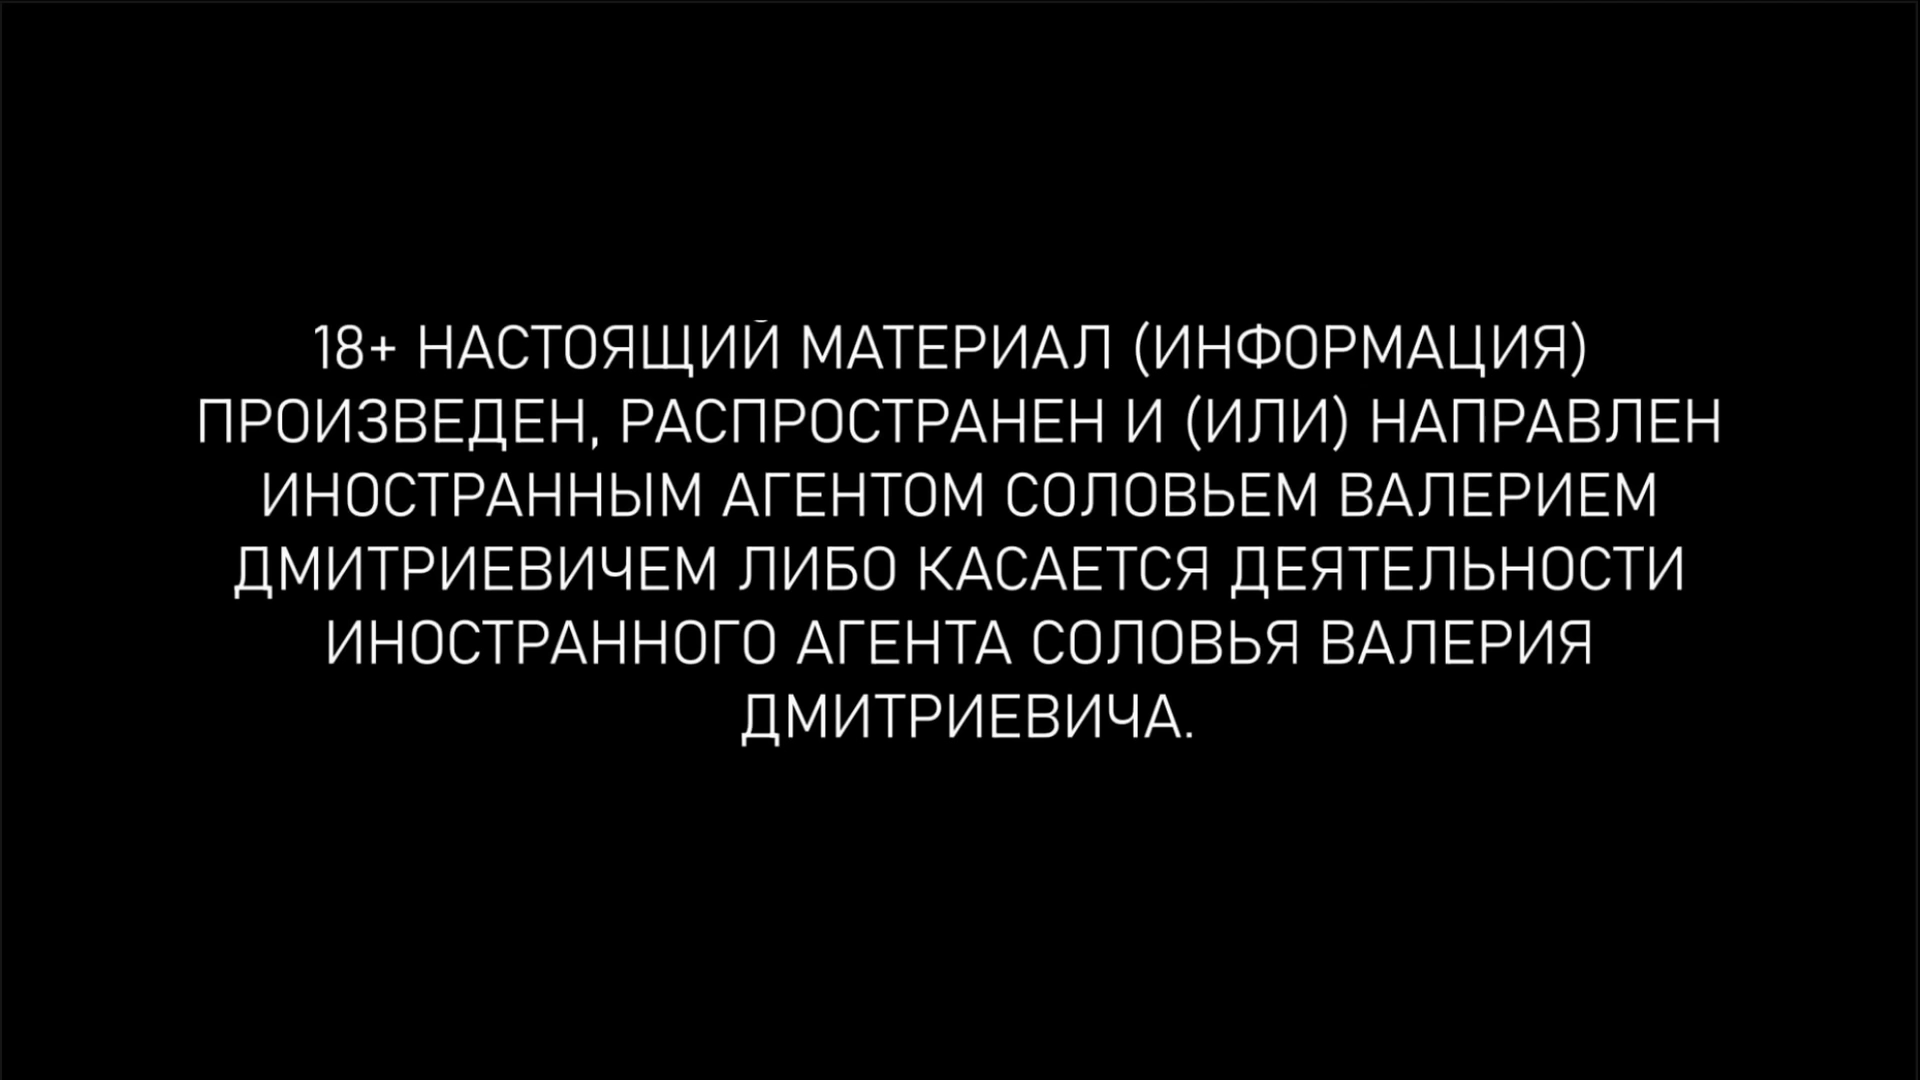 18+ НАСТОЯЩИЙ МАТЕРИАЛ (ИНФОРМАЦИЯ)
ПРОИЗВЕДЕН, РАСПРОСТРАНЕН И (ИЛИ) НАПРАВЛЕН
ИНОСТРАННЫМ АГЕНТОМ СОЛОВЬЕМ ВАЛЕРИЕМ
ДМИТРИЕВИЧЕМ ЛИБО КАСАЕТСЯ ДЕЯТЕЛЬНОСТИ
ИНОСТРАННОГО АГЕНТА СОЛОВЬЯ ВАЛЕРИЯ
ДМИТРИЕВИЧА.